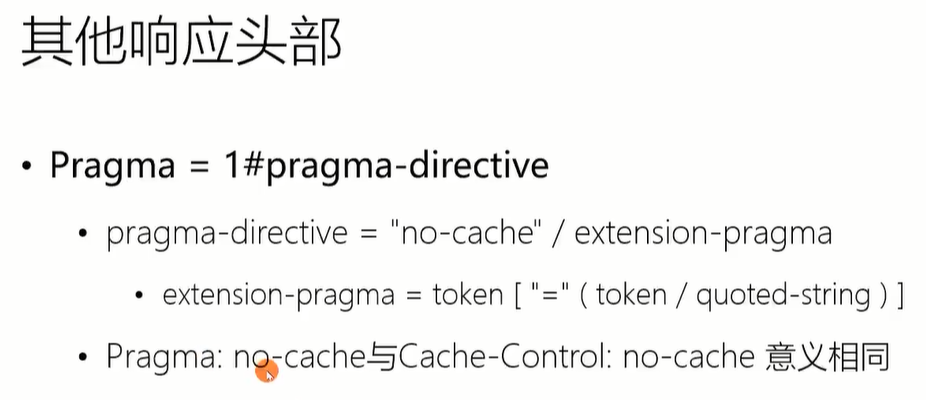 其他响应头部
• Pragma = 1#pragma-directive
• pragma-directive = "no-cache" / extension-pragma
• extension-pragma = token [ "=" ( token / quoted-string ) ]
• Pragma: no-cache与Cache-Control: no-cache 意义相同